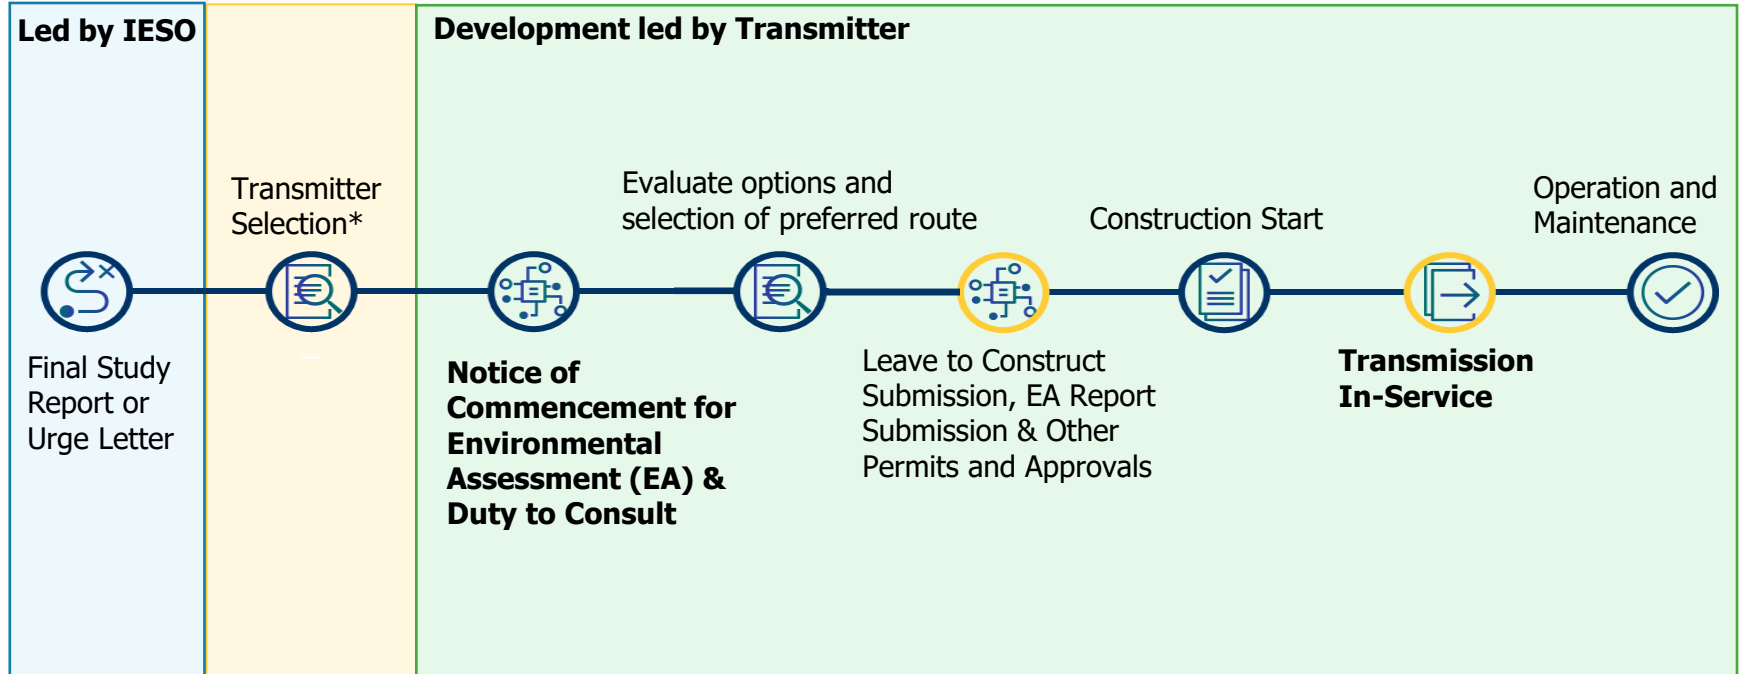 Led by IESO
Development led by Transmitter
Final Study
Report or
Urge Letter
Transmitter
Selection*
Notice of
Commencement for
Environmental
Assessment (EA) &
Duty to Consult
Evaluate options and
selection of preferred route
Leave to Construct
Submission, EA Report
Submission & Other
Permits and Approvals
Construction Start
Transmission
In-Service
Operation and
Maintenance